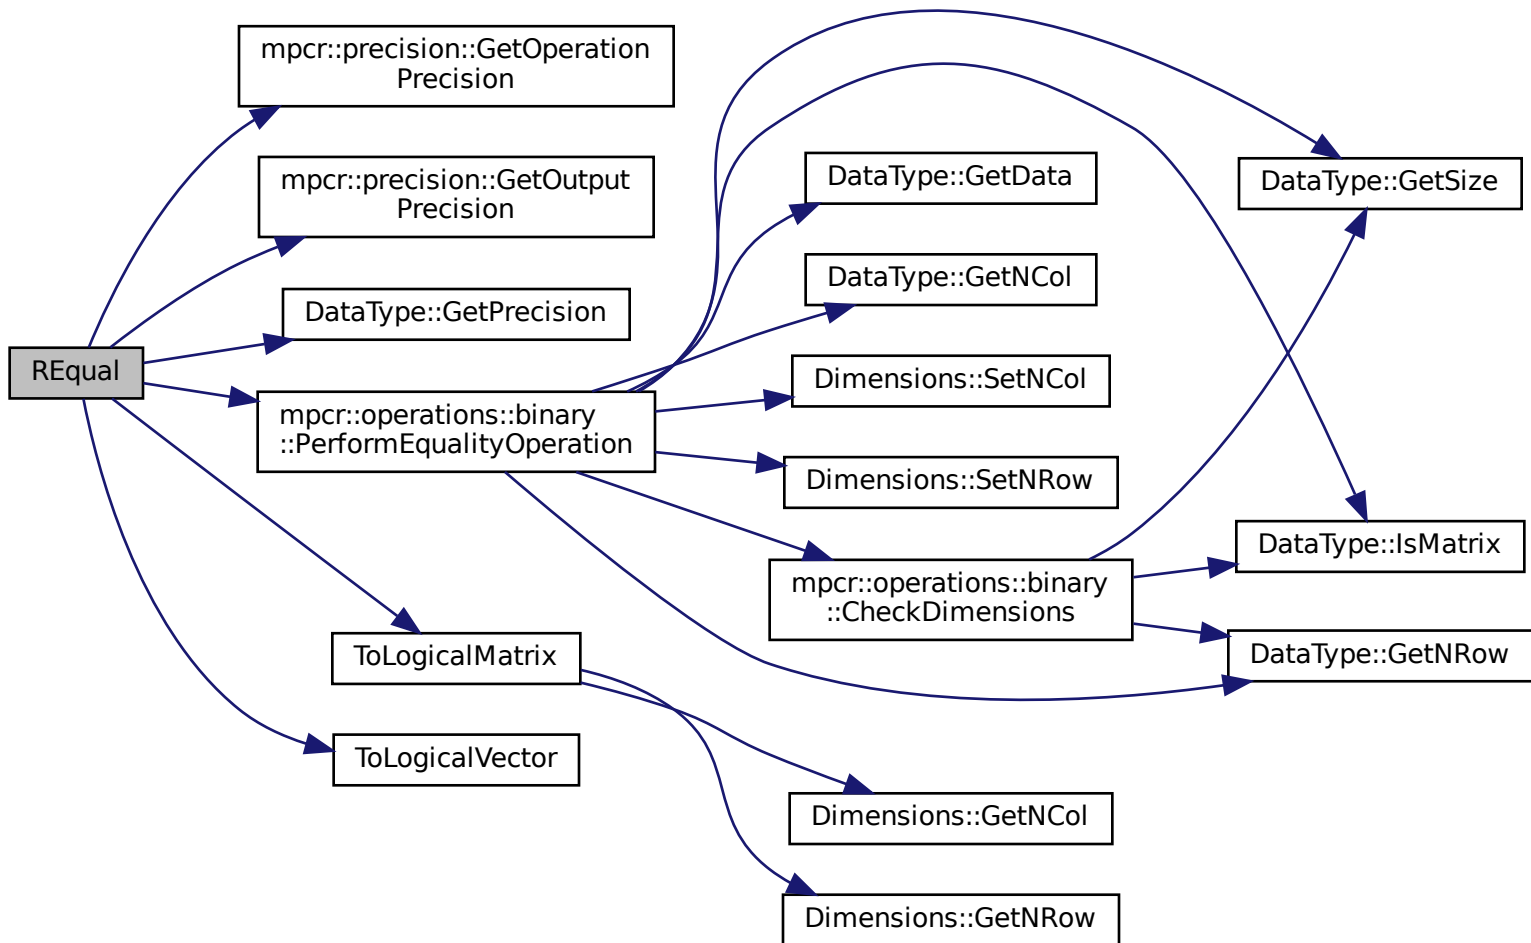 REqual
mpcr::precision::GetOperation
Precision
mpcr::precision::GetOutput
Precision
DataType::GetPrecision
mpcr::operations::binary
::PerformEqualityOperation
ToLogicalMatrix
ToLogicalVector
DataType::GetData
DataType::GetNCol
Dimensions::SetNCol
Dimensions::SetNRow
mpcr::operations::binary
::CheckDimensions
Dimensions::GetNCol
Dimensions::GetNRow
DataType::GetSize
DataType::IsMatrix
DataType::GetNRow